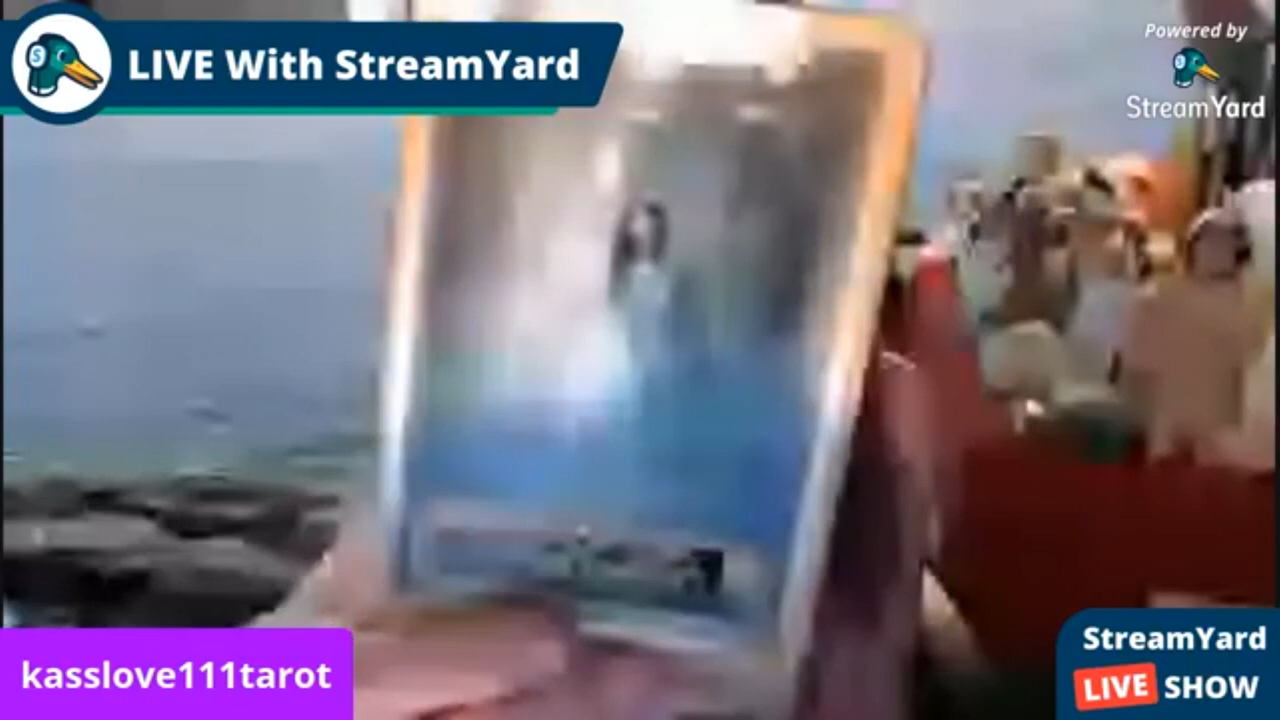 LIVE With StreamYard
Powered by
StreamYard
kasslove111tarot
StreamYard
LIVE SHOW